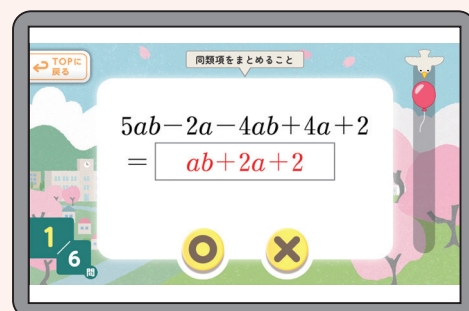 TOPに
戻る
同類項をまとめること
5ab−2a−4ab+4a+2
= ab+2a+2
1/6問